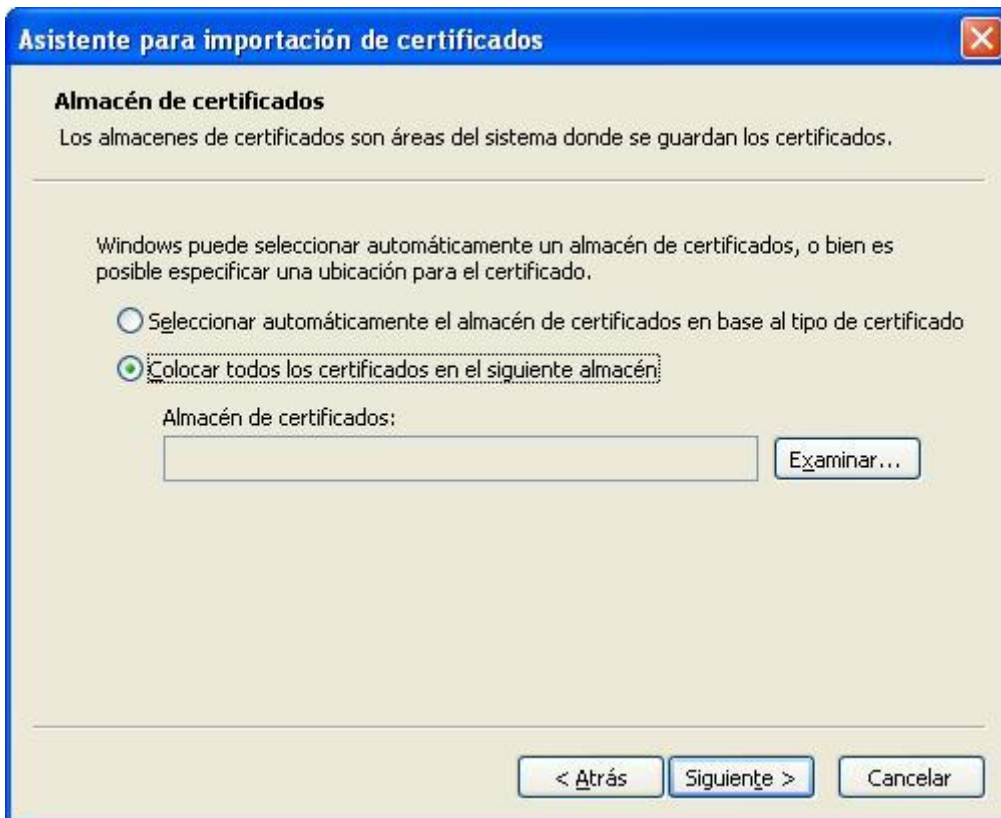 Asistente para importación de certificados
Almacén de certificados
Los almacenes de certificados son áreas del sistema donde se guardan los certificados.
Windows puede seleccionar automáticamente un almacén de certificados, o bien es
posible especificar una ubicación para el certificado.
Seleccionar automáticamente el almacén de certificados en base al tipo de certificado
Colocar todos los certificados en el siguiente almacén
Almacén de certificados:
Examinar...
< Atrás Siguiente > Cancelar